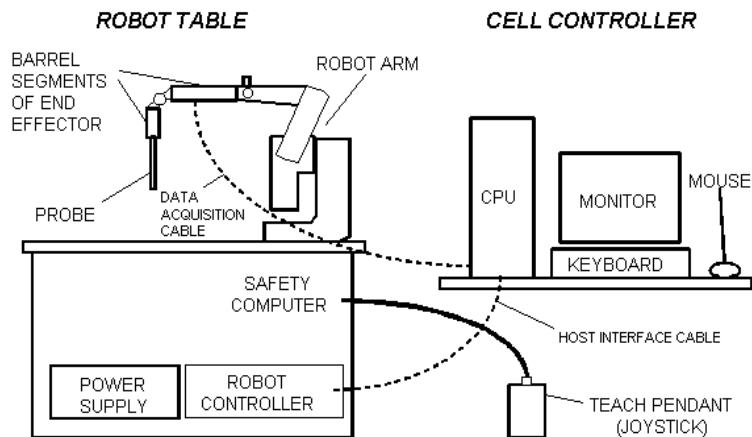 ROBOT TABLE
CELL CONTROLLER
BARREL
SEGMENTS
OF END
EFFECTOR
ROBOT ARM
PROBE
DATA
ACQUISITION
CABLE
CPU
MONITOR
MOUSE
KEYBOARD
SAFETY
COMPUTER
HOST INTERFACE CABLE
POWER
SUPPLY
ROBOT
CONTROLLER
TEACH PENDANT
(JOYSTICK)